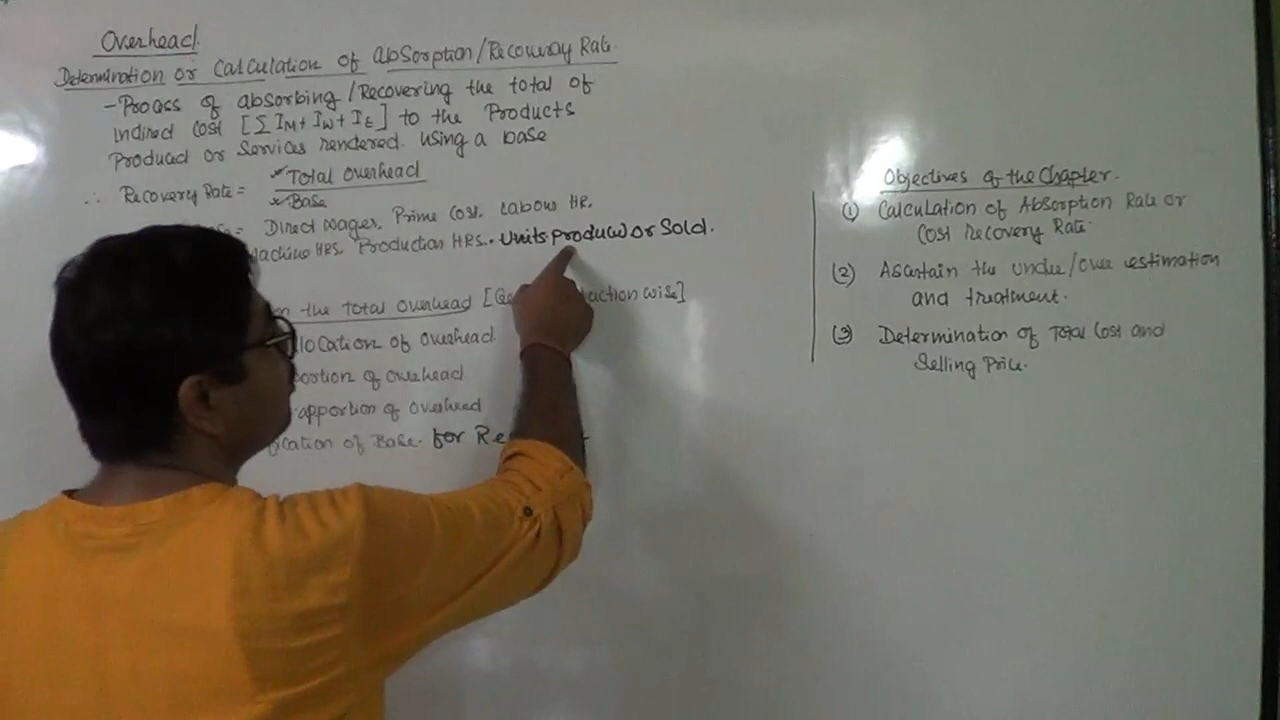 Overhead.
Determination or Calculation of Absorption/Recovery Rate.
- Process of absorbing/Recovering the total of
Indirect cost [Σ IM + IW + IE] to the Products
Produced or Services rendered. using a base
∴ Recovery Rate = Total overhead
Base
= Direct wages, Prime Cost, Labour HR.
Machine HRS. Production HRS.. Units produced or Sold.
the Total overhead [ wise]
of overhead.
of overhead
apportion of overhead
of Base. for
Objectives of the Chapter.
(1) Calculation of Absorption Rate or
Cost Recovery Rate.
(2) Ascertain the under/over estimation
and treatment.
(3) Determination of Total Cost and
Selling Price.